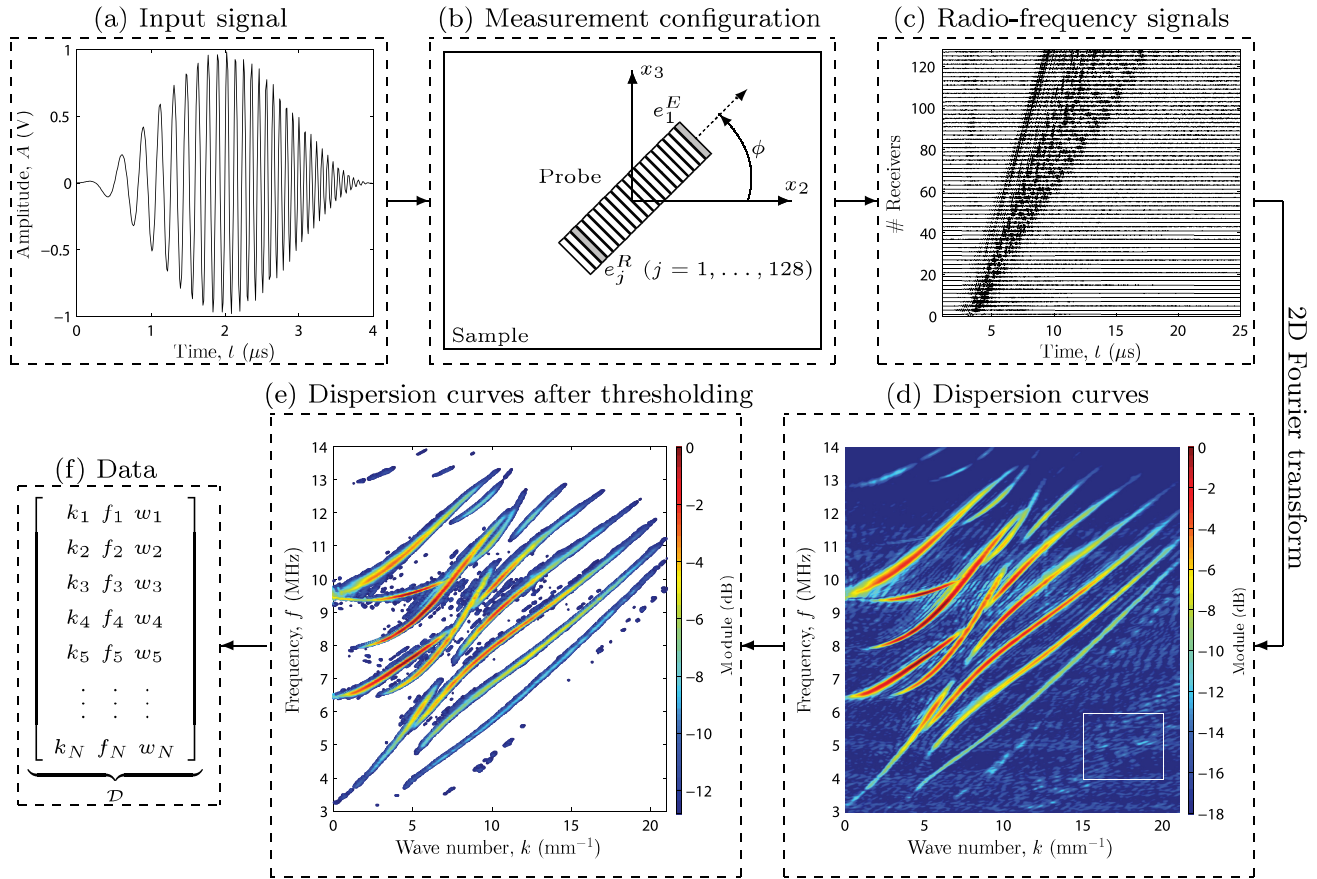 (a) Input signal
1
0.5
0
−0.5
−1
0
1
2
3
4
Amplitude, A (V)
Time, t (μs)
(b) Measurement configuration
x₃
e₁ᴱ
ϕ
Probe
x₂
eⱼᴿ (j = 1, . . . , 128)
Sample
(c) Radio-frequency signals
120
100
80
60
40
20
0
5
10
15
20
25
# Receivers
Time, t (μs)
2D Fourier transform
(d) Dispersion curves
14
13
12
11
10
9
8
7
6
5
4
3
0
5
10
15
20
Frequency, f (MHz)
Wave number, k (mm⁻¹)
0
−2
−4
−6
−8
−10
−12
−14
−16
−18
Module (dB)
(e) Dispersion curves after thresholding
14
13
12
11
10
9
8
7
6
5
4
3
0
5
10
15
20
Frequency, f (MHz)
Wave number, k (mm⁻¹)
0
−2
−4
−6
−8
−10
−12
Module (dB)
(f) Data
k₁ f₁ w₁
k₂ f₂ w₂
k₃ f₃ w₃
k₄ f₄ w₄
k₅ f₅ w₅
. . .
. . .
. . .
k_N f_N w_N
𝒟